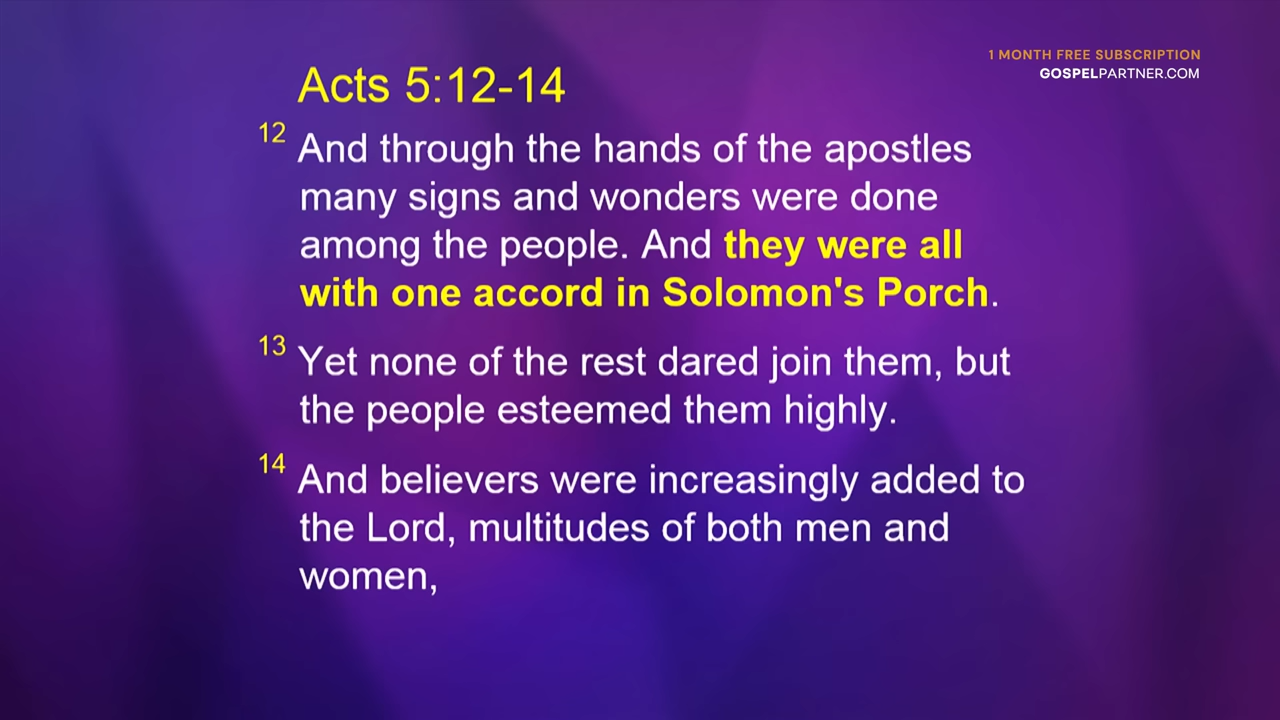 1 MONTH FREE SUBSCRIPTION
GOSPELPARTNER.COM
Acts 5:12-14
12 And through the hands of the apostles
many signs and wonders were done
among the people. And they were all
with one accord in Solomon's Porch.
13 Yet none of the rest dared join them, but
the people esteemed them highly.
14 And believers were increasingly added to
the Lord, multitudes of both men and
women,